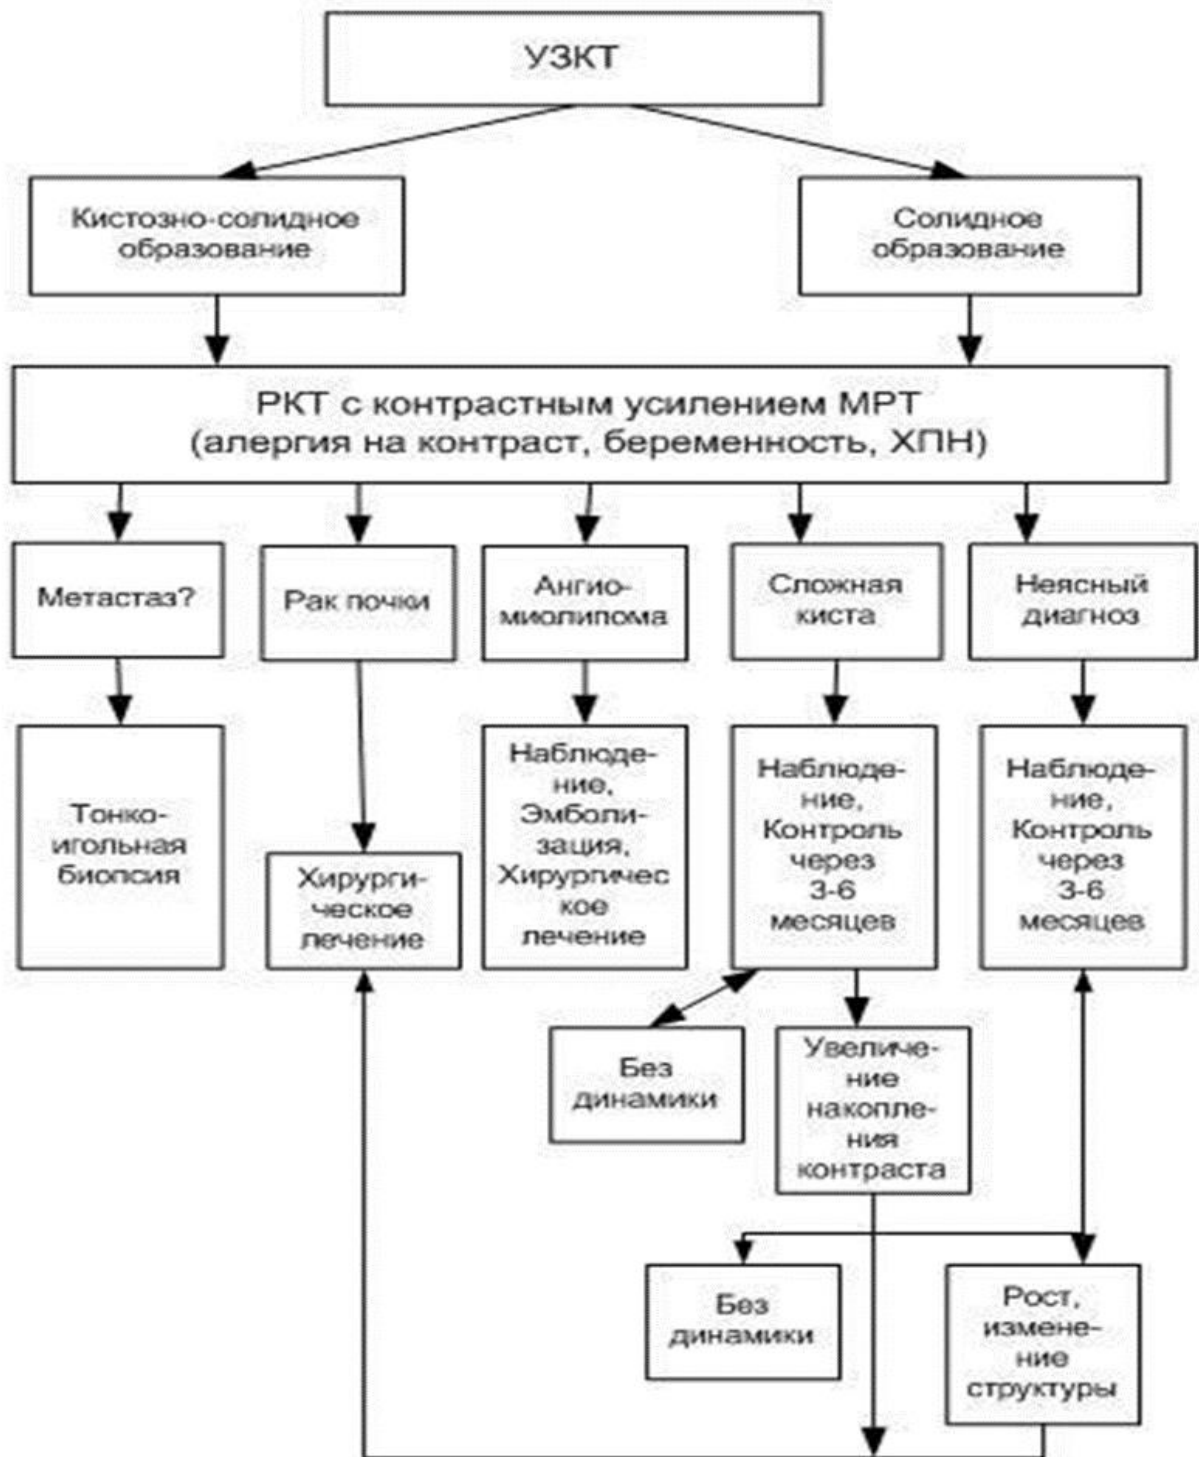 УЗКТ
Кистозно-солидное
образование
Солидное
образование
РКТ с контрастным усилением МРТ
(алергия на контраст, беременность, ХПН)
Метастаз?
Рак почки
Ангио-
миолипома
Сложная
киста
Неясный
диагноз
Тонко-
игольная
биопсия
Хирурги-
ческое
лечение
Наблюде-
ние,
Эмболи-
зация,
Хирургичес
кое
лечение
Наблюде-
ние,
Контроль
через
3-6
месяцев
Наблюде-
ние,
Контроль
через
3-6
месяцев
Без
динамики
Увеличе-
ние
накопле-
ния
контраста
Без
динамики
Рост,
измене-
ние
структуры